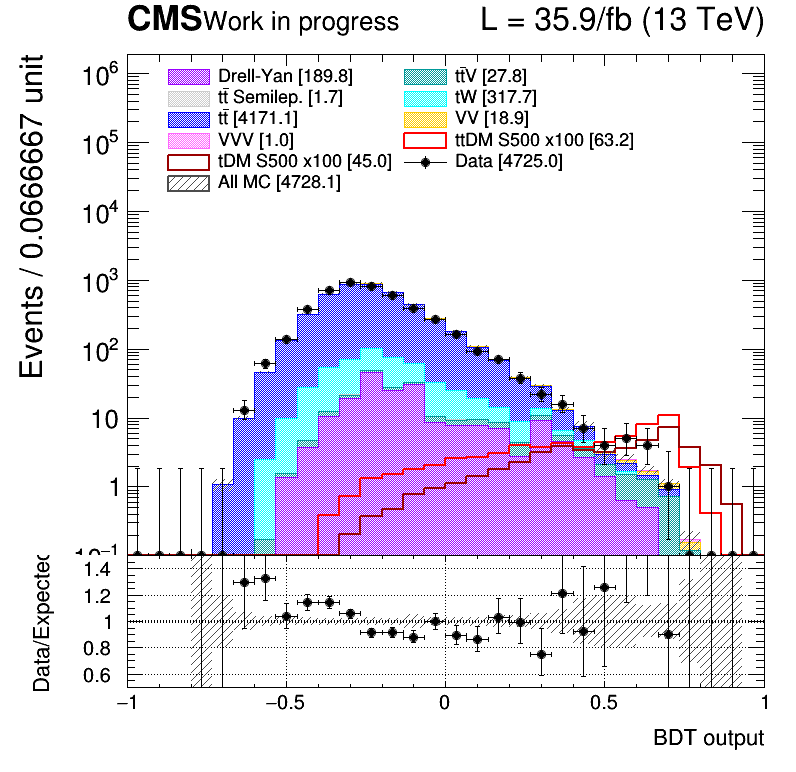 CMS Work in progress L = 35.9/fb (13 TeV)
Events / 0.0666667 unit
10⁶
10⁵
10⁴
10³
10²
10
1
10⁻¹
Drell-Yan [189.8] tt̄V [27.8]
tt̄ Semilep. [1.7] tW [317.7]
tt̄ [4171.1] VV [18.9]
VVV [1.0] ttDM S500 x100 [63.2]
tDM S500 x100 [45.0] Data [4725.0]
All MC [4728.1]
Data/Expected
1.4
1.2
1
0.8
0.6
−1 −0.5 0 0.5 1
BDT output